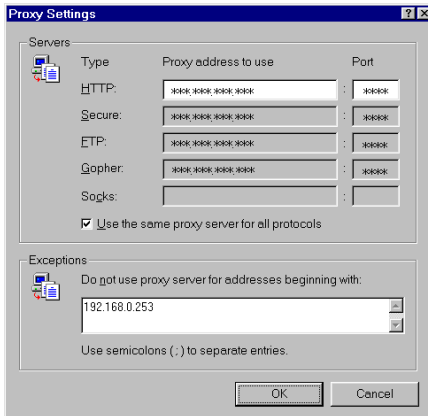 Proxy Settings
Servers
Type Proxy address to use Port
HTTP: ***.***.***.*** : ****
Secure: ***.***.***.*** : ****
FTP: ***.***.***.*** : ****
Gopher: ***.***.***.*** : ****
Socks: :
Use the same proxy server for all protocols
Exceptions
Do not use proxy server for addresses beginning with:
192.168.0.253
Use semicolons ( ; ) to separate entries.
OK Cancel